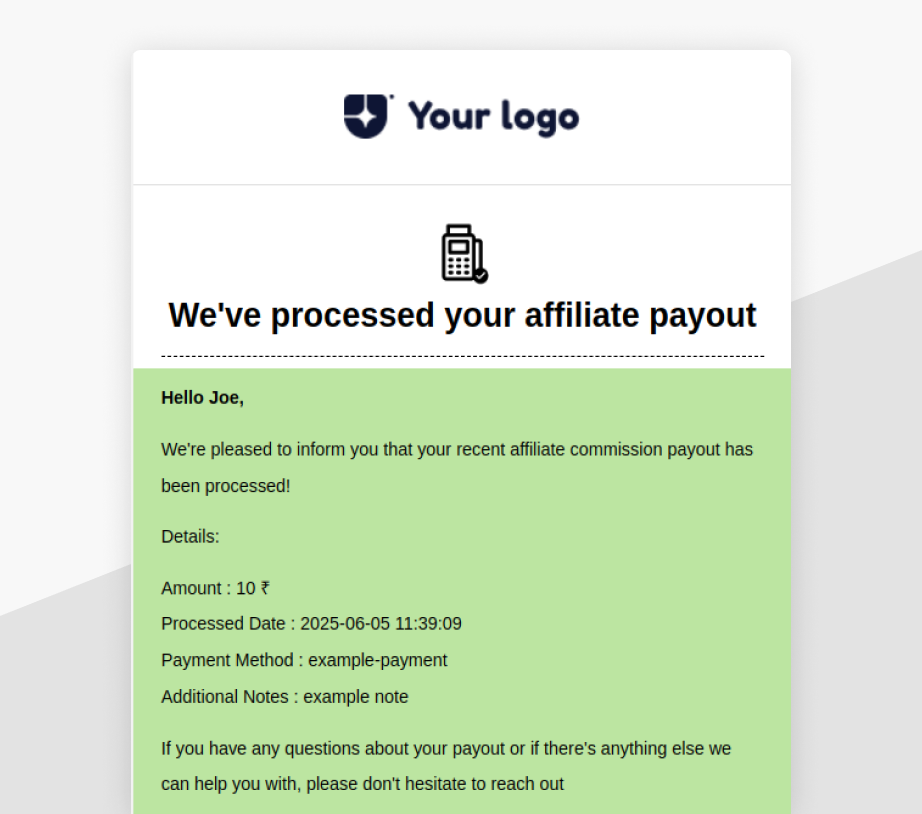 Your logo
We've processed your affiliate payout
Hello Joe,
We're pleased to inform you that your recent affiliate commission payout has
been processed!
Details:
Amount : 10 ₹
Processed Date : 2025-06-05 11:39:09
Payment Method : example-payment
Additional Notes : example note
If you have any questions about your payout or if there's anything else we
can help you with, please don't hesitate to reach out